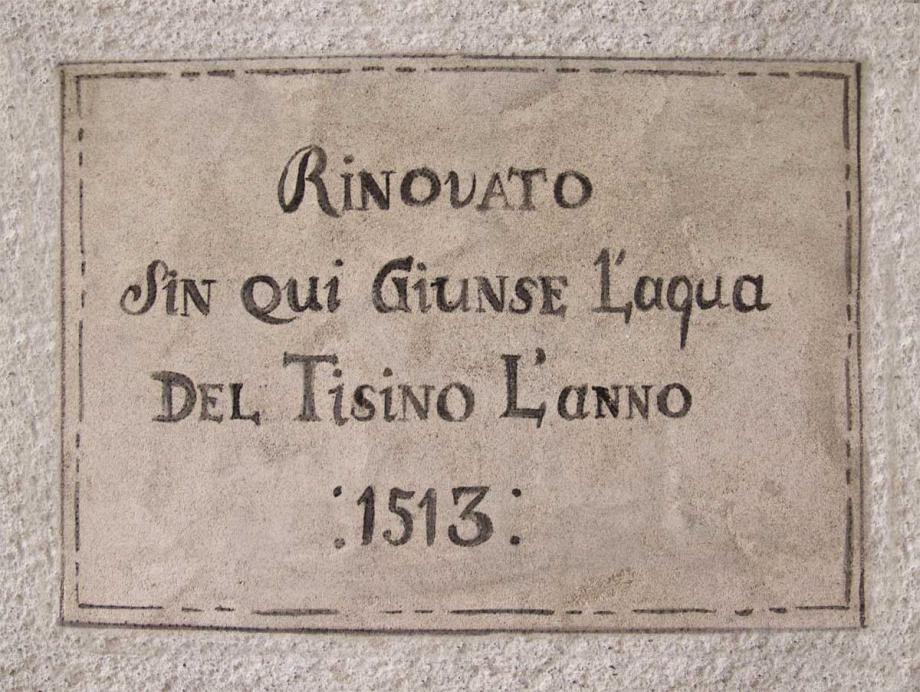 Rinovato
Sin qui Giunse L'aqua
Del Tisino L'anno
:1513: